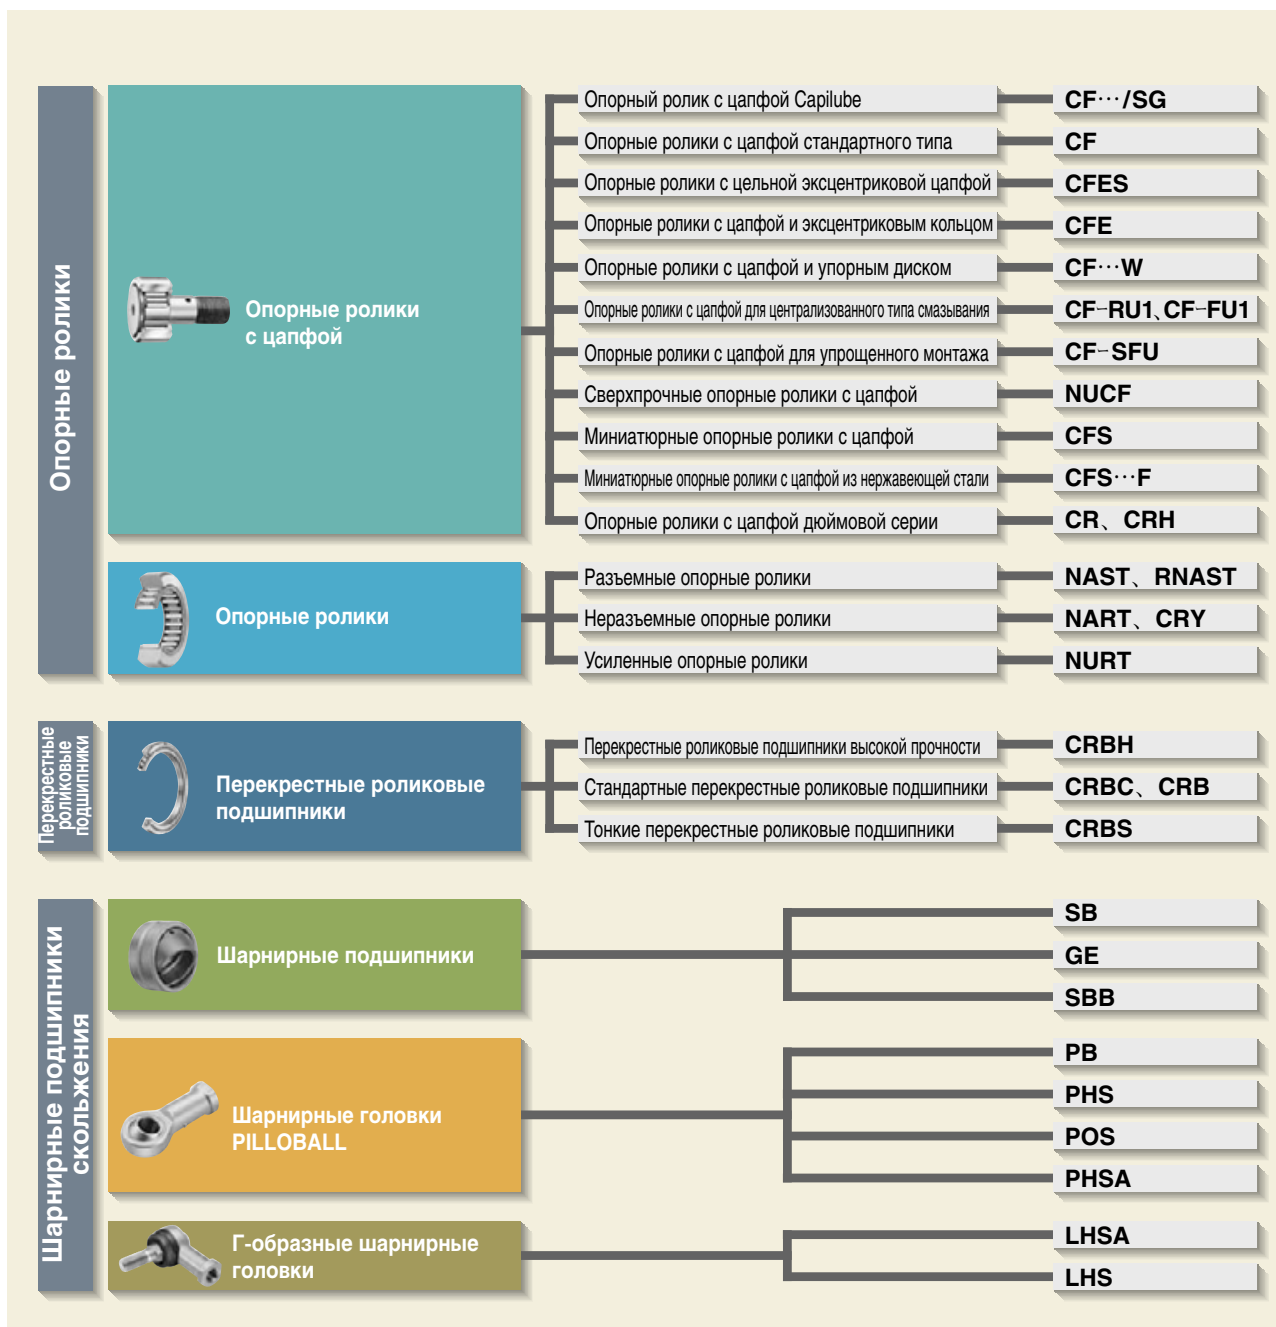 Опорные ролики
Опорные ролики
с цапфой
Опорный ролик с цапфой Capilube
CF···/SG
Опорные ролики с цапфой стандартного типа
CF
Опорные ролики с цельной эксцентриковой цапфой
CFES
Опорные ролики с цапфой и эксцентриковым кольцом
CFE
Опорные ролики с цапфой и упорным диском
CF···W
Опорные ролики с цапфой для централизованного типа смазывания
CF-RU1、CF-FU1
Опорные ролики с цапфой для упрощенного монтажа
CF-SFU
Сверхпрочные опорные ролики с цапфой
NUCF
Миниатюрные опорные ролики с цапфой
CFS
Миниатюрные опорные ролики с цапфой из нержавеющей стали
CFS···F
Опорные ролики с цапфой дюймовой серии
CR、CRH
Опорные ролики
Разъемные опорные ролики
NAST、RNAST
Неразъемные опорные ролики
NART、CRY
Усиленные опорные ролики
NURT
Перекрестные
роликовые
подшипники
Перекрестные роликовые
подшипники
Перекрестные роликовые подшипники высокой прочности
CRBH
Стандартные перекрестные роликовые подшипники
CRBC、CRB
Тонкие перекрестные роликовые подшипники
CRBS
Шарнирные подшипники
скольжения
Шарнирные подшипники
SB
GE
SBB
Шарнирные головки
PILLOBALL
PB
PHS
POS
PHSA
Г-образные шарнирные
головки
LHSA
LHS